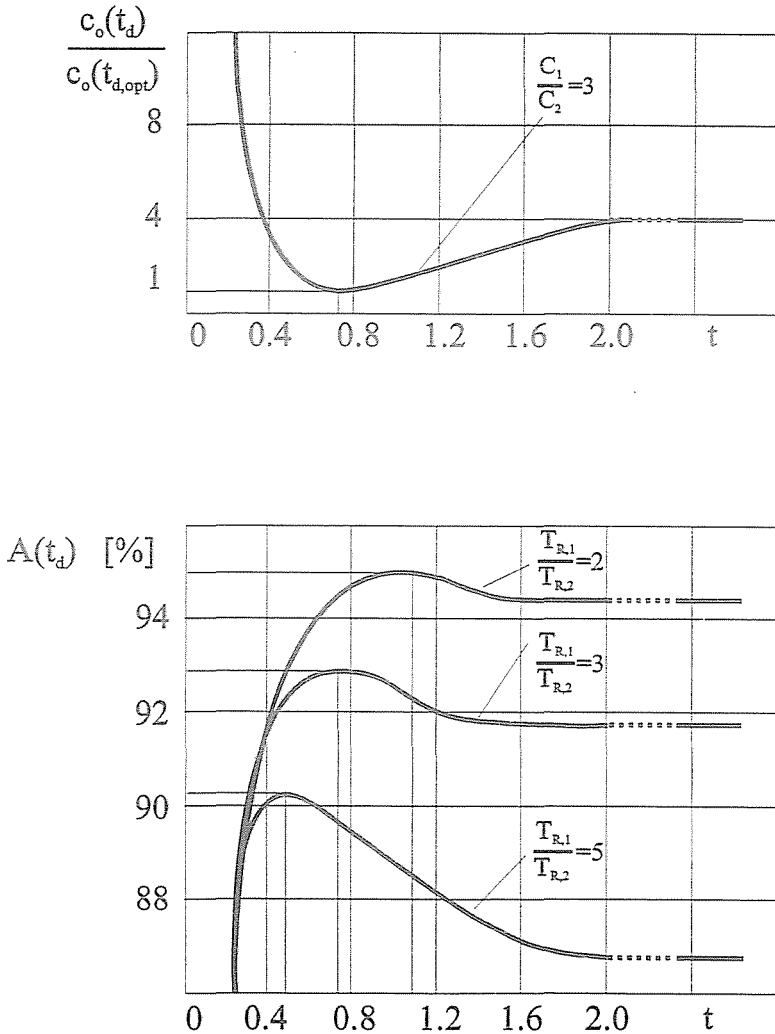 c₀(t_d)
c₀(t_d,opt)
C₁
C₂ =3
8
4
1
0 0.4 0.8 1.2 1.6 2.0 t
A(t_d) [%]
T_R,1
T_R,2 =2
94
T_R,1
T_R,2 =3
92
90
T_R,1
T_R,2 =5
88
0 0.4 0.8 1.2 1.6 2.0 t